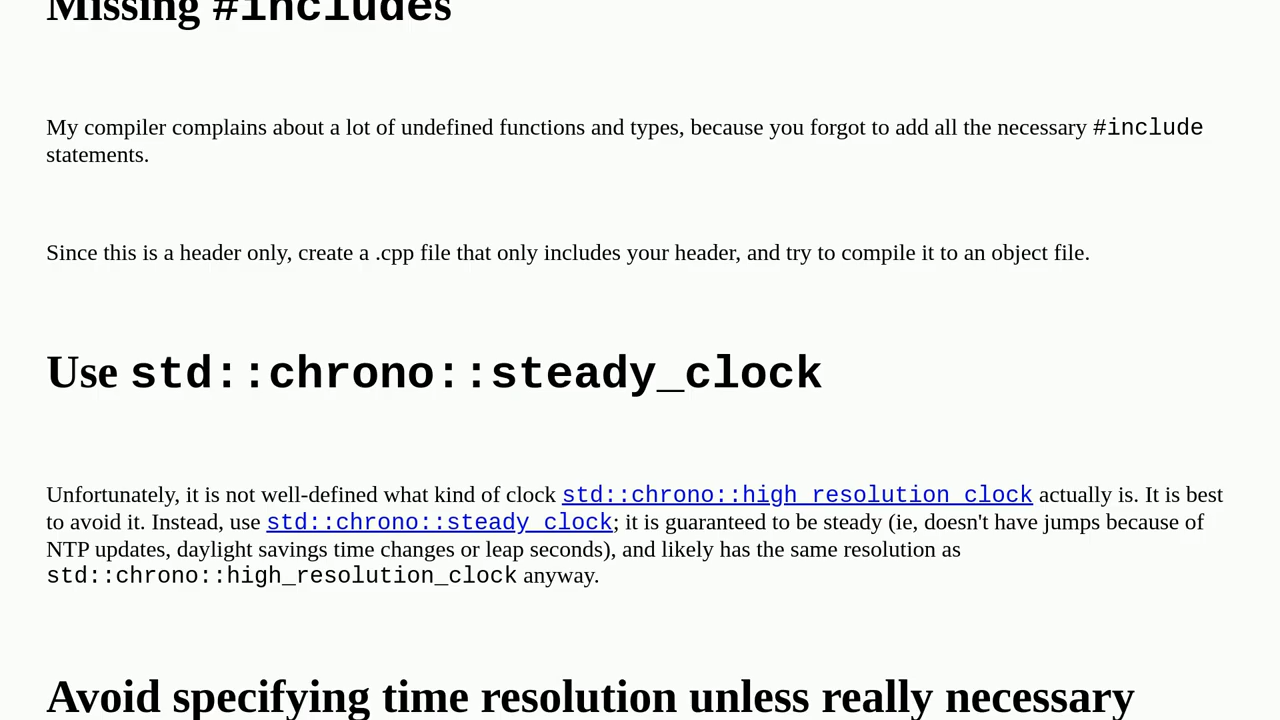 Missing #includes
My compiler complains about a lot of undefined functions and types, because you forgot to add all the necessary #include
statements.
Since this is a header only, create a .cpp file that only includes your header, and try to compile it to an object file.
Use std::chrono::steady_clock
Unfortunately, it is not well-defined what kind of clock std::chrono::high_resolution_clock actually is. It is best
to avoid it. Instead, use std::chrono::steady_clock; it is guaranteed to be steady (ie, doesn't have jumps because of
NTP updates, daylight savings time changes or leap seconds), and likely has the same resolution as
std::chrono::high_resolution_clock anyway.
Avoid specifying time resolution unless really necessary